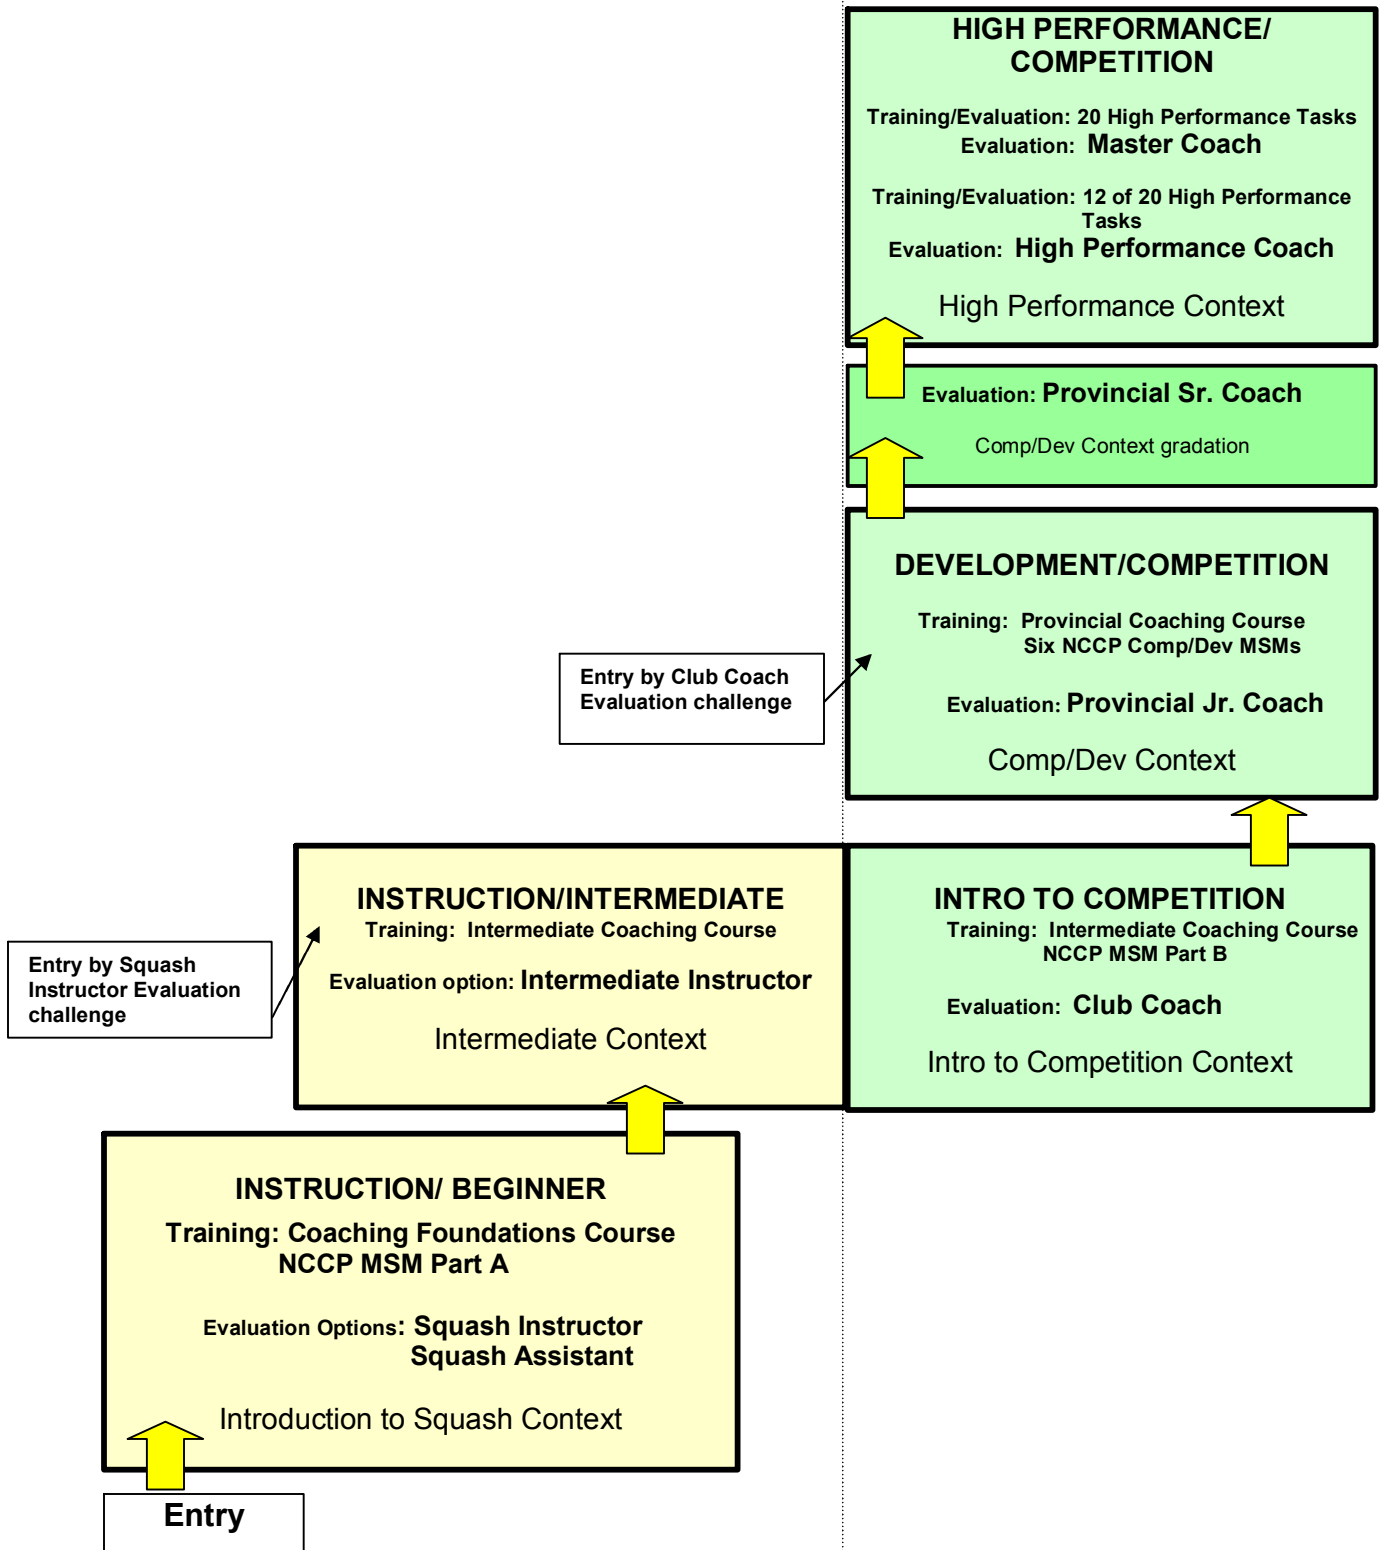 HIGH PERFORMANCE/
COMPETITION
Training/Evaluation: 20 High Performance Tasks
Evaluation: Master Coach
Training/Evaluation: 12 of 20 High Performance
Tasks
Evaluation: High Performance Coach
High Performance Context
Evaluation: Provincial Sr. Coach
Comp/Dev Context gradation
DEVELOPMENT/COMPETITION
Training: Provincial Coaching Course
Six NCCP Comp/Dev MSMs
Evaluation: Provincial Jr. Coach
Comp/Dev Context
Entry by Club Coach
Evaluation challenge
INSTRUCTION/INTERMEDIATE
Training: Intermediate Coaching Course
Evaluation option: Intermediate Instructor
Intermediate Context
INTRO TO COMPETITION
Training: Intermediate Coaching Course
NCCP MSM Part B
Evaluation: Club Coach
Intro to Competition Context
Entry by Squash
Instructor Evaluation
challenge
INSTRUCTION/ BEGINNER
Training: Coaching Foundations Course
NCCP MSM Part A
Evaluation Options: Squash Instructor
Squash Assistant
Introduction to Squash Context
Entry